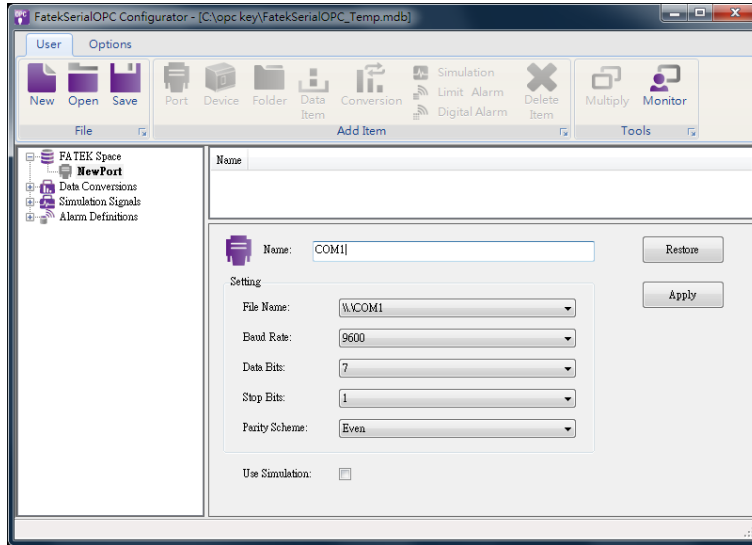 OPC FatekSerialOPC Configurator - [C:\opc key\FatekSerialOPC_Temp.mdb]
User Options
New Open Save Port Device Folder Data Item Conversion Simulation Limit Alarm Digital Alarm Delete Item Multiply Monitor
File Add Item Tools
FATEK Space
NewPort
Data Conversions
Simulation Signals
Alarm Definitions
Name
Name: COM1 Restore
Setting Apply
File Name: \\.\COM1
Baud Rate: 9600
Data Bits: 7
Stop Bits: 1
Parity Scheme: Even
Use Simulation: